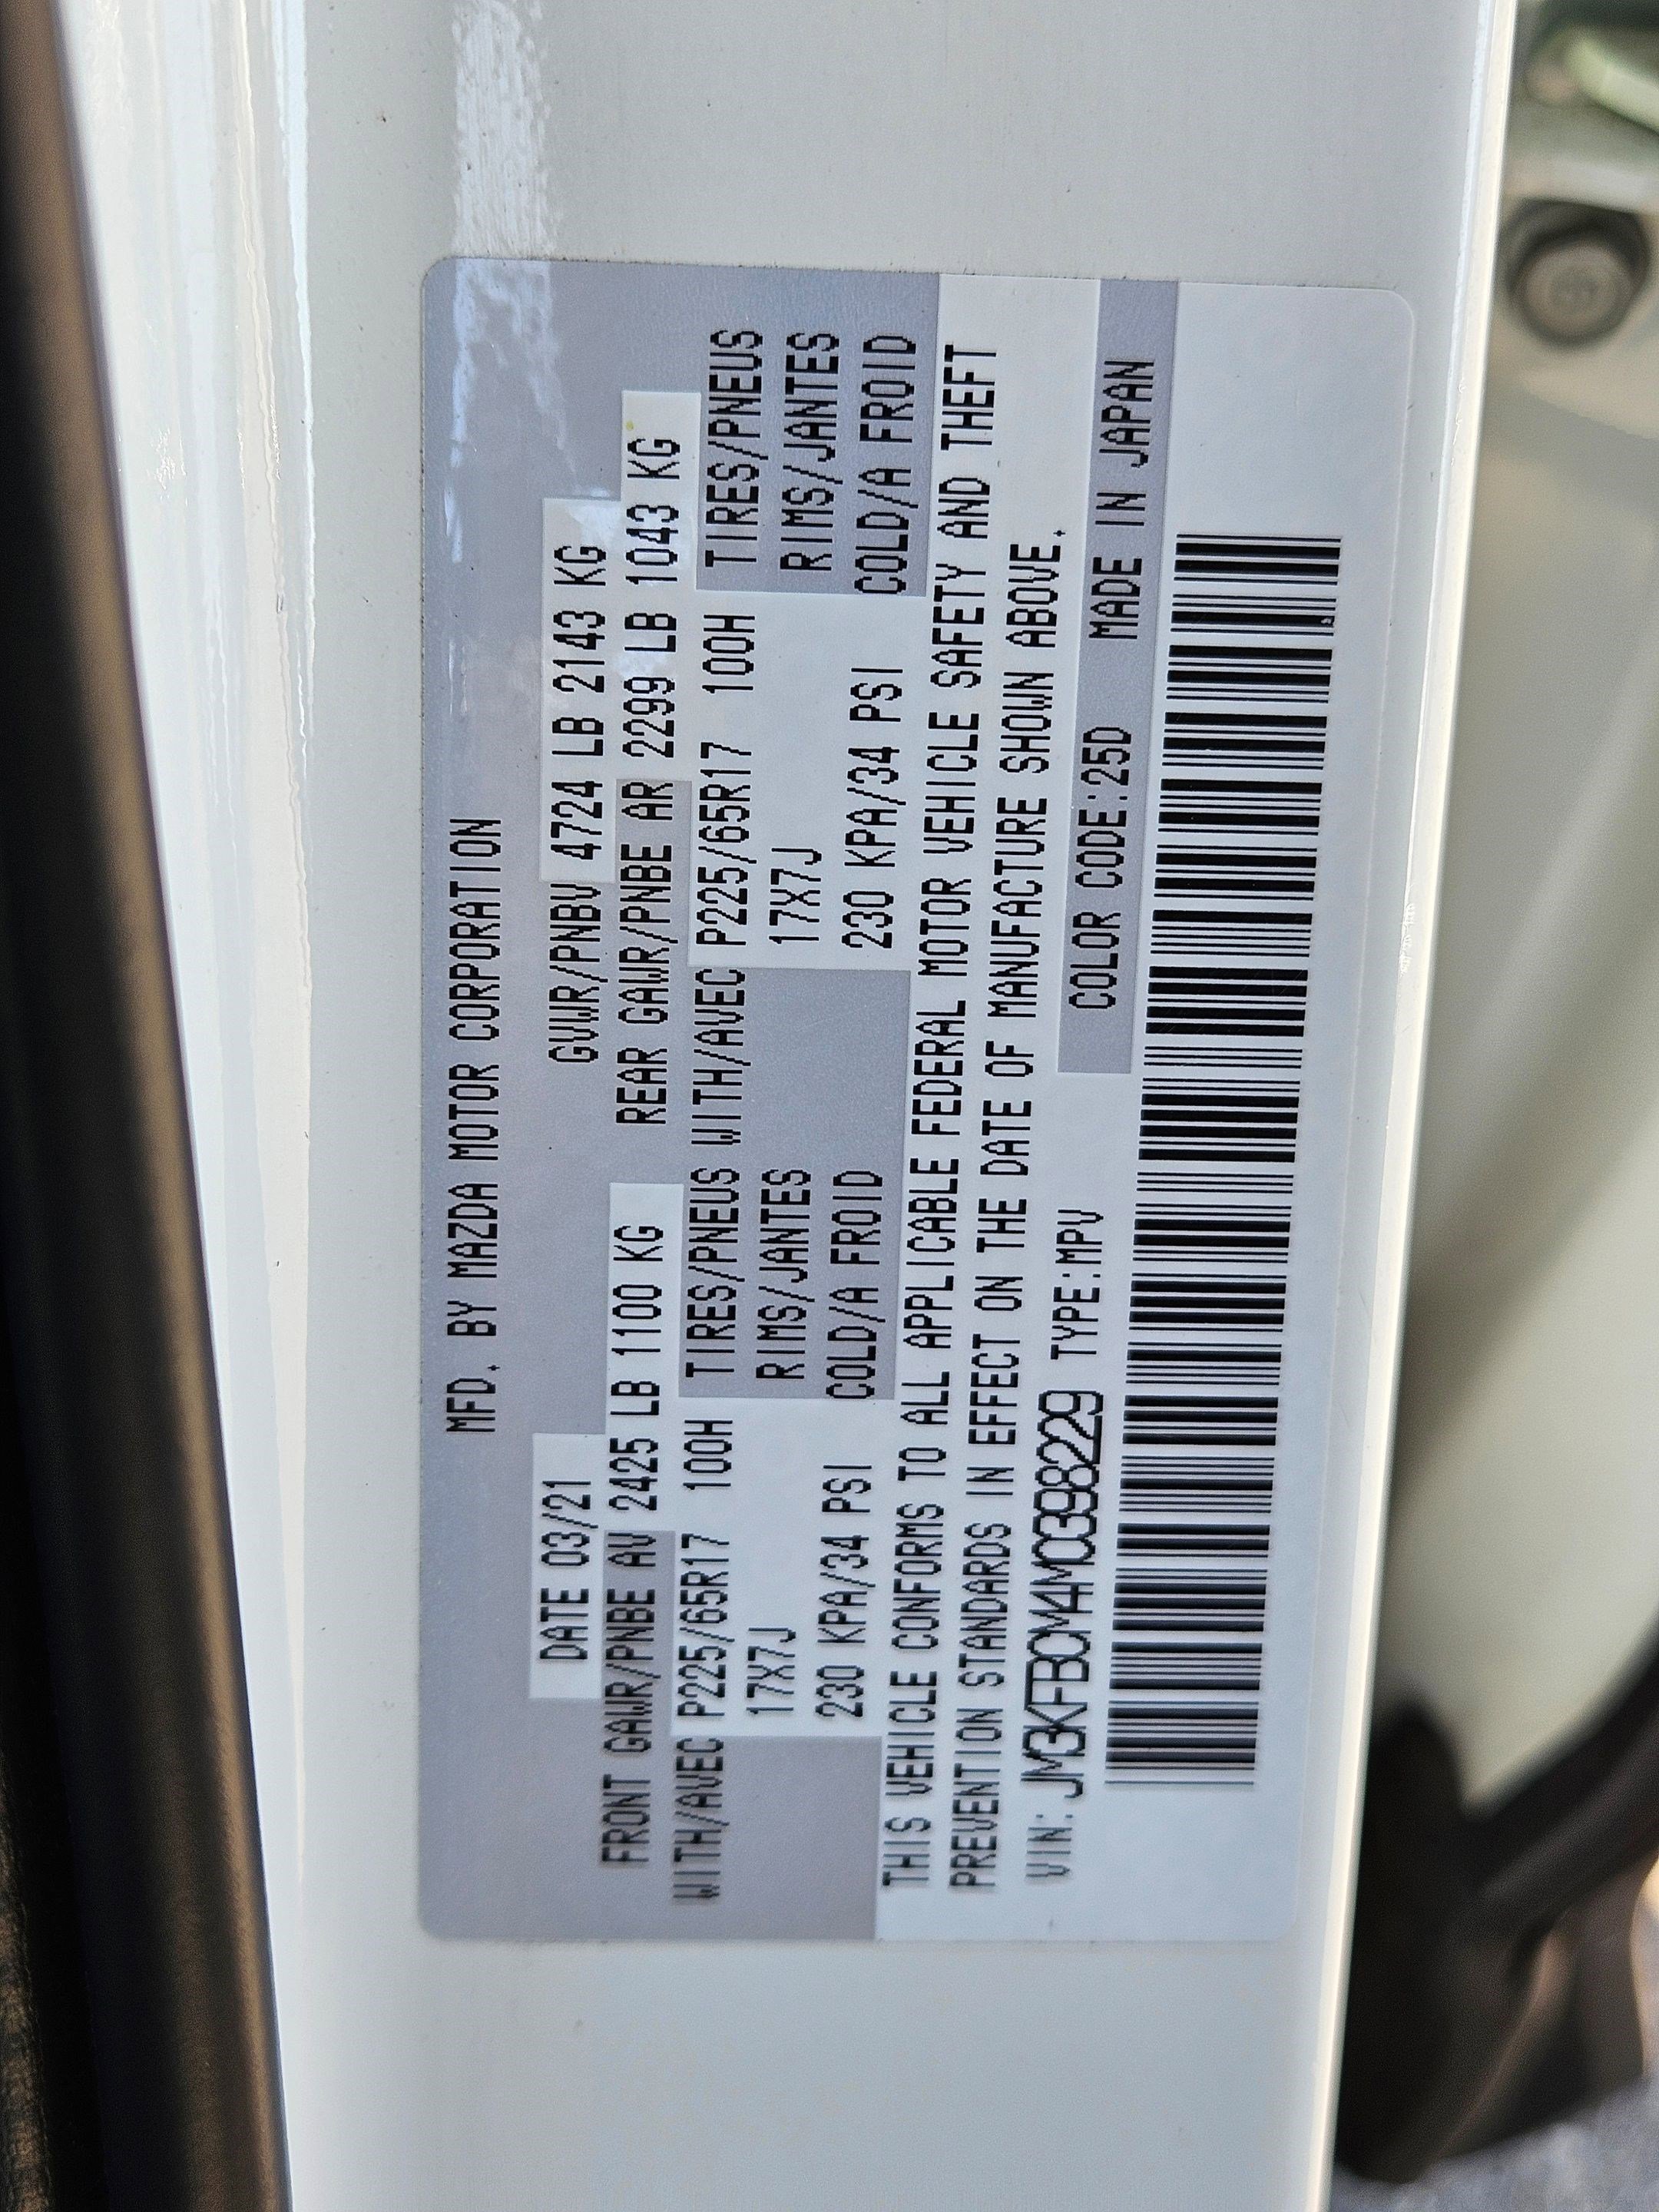 MFD. BY MAZDA MOTOR CORPORATION
DATE 03/21 GVWR/PNBV 4724 LB 2143 KG
FRONT GAWR/PNBE AV 2425 LB 1100 KG REAR GAWR/PNBE AR 2299 LB 1043 KG
WITH/AVEC P225/65R17 100H TIRES/PNEUS WITH/AVEC P225/65R17 100H TIRES/PNEUS
17X7J RIMS/JANTES 17X7J RIMS/JANTES
230 KPA/34 PSI COLD/A FROID 230 KPA/34 PSI COLD/A FROID
THIS VEHICLE CONFORMS TO ALL APPLICABLE FEDERAL MOTOR VEHICLE SAFETY AND THEFT
PREVENTION STANDARDS IN EFFECT ON THE DATE OF MANUFACTURE SHOWN ABOVE.
VIN: JM3KFBCM4M0398229 TYPE:MPV COLOR CODE:25D MADE IN JAPAN